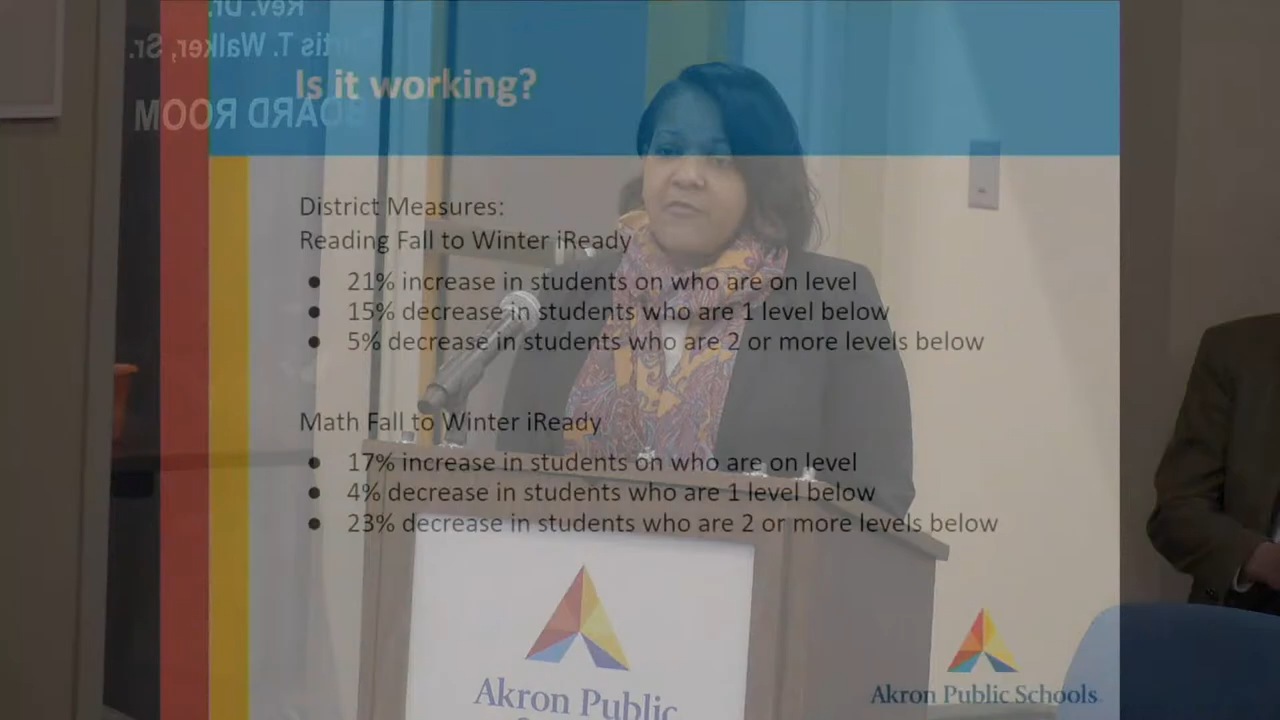 Rev. Dr.
Curtis T. Walker, Sr.
BOARD ROOM
Is it working?
District Measures:
Reading Fall to Winter iReady
● 21% increase in students on who are on level
● 15% decrease in students who are 1 level below
● 5% decrease in students who are 2 or more levels below
Math Fall to Winter iReady
● 17% increase in students on who are on level
● 4% decrease in students who are 1 level below
● 23% decrease in students who are 2 or more levels below
Akron Public
Akron Public Schools